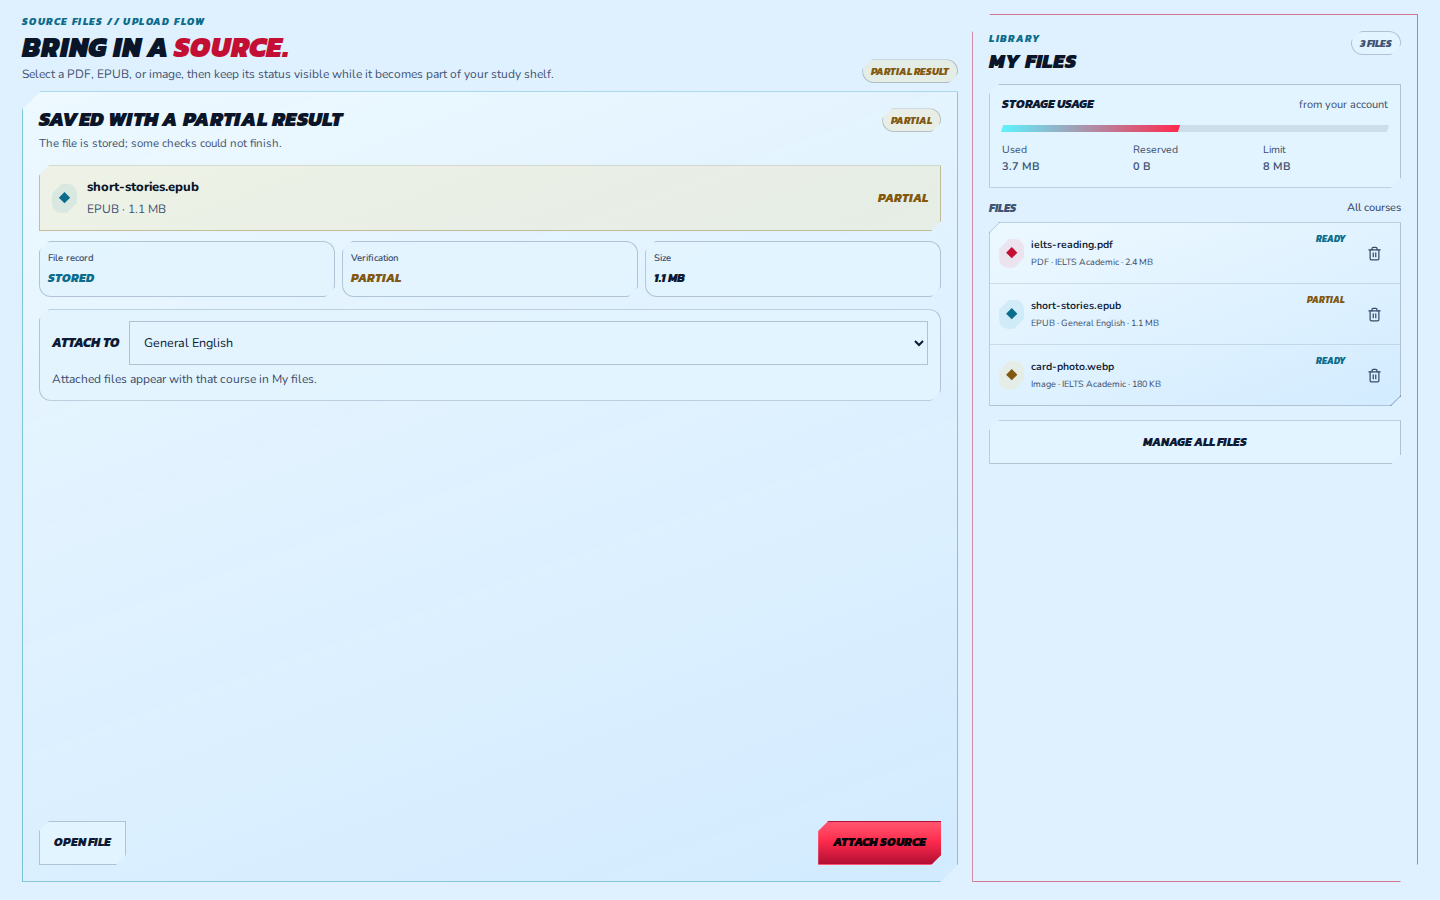 SOURCE FILES // UPLOAD FLOW
BRING IN A SOURCE.
Select a PDF, EPUB, or image, then keep its status visible while it becomes part of your study shelf.
PARTIAL RESULT
SAVED WITH A PARTIAL RESULT
The file is stored; some checks could not finish.
PARTIAL
short-stories.epub
EPUB · 1.1 MB
PARTIAL
File record
STORED
Verification
PARTIAL
Size
1.1 MB
ATTACH TO
General English
Attached files appear with that course in My files.
OPEN FILE
ATTACH SOURCE
LIBRARY
MY FILES
3 FILES
STORAGE USAGE
from your account
Used
3.7 MB
Reserved
0 B
Limit
8 MB
FILES
All courses
ielts-reading.pdf
PDF · IELTS Academic · 2.4 MB
READY
short-stories.epub
EPUB · General English · 1.1 MB
PARTIAL
card-photo.webp
Image · IELTS Academic · 180 KB
READY
MANAGE ALL FILES